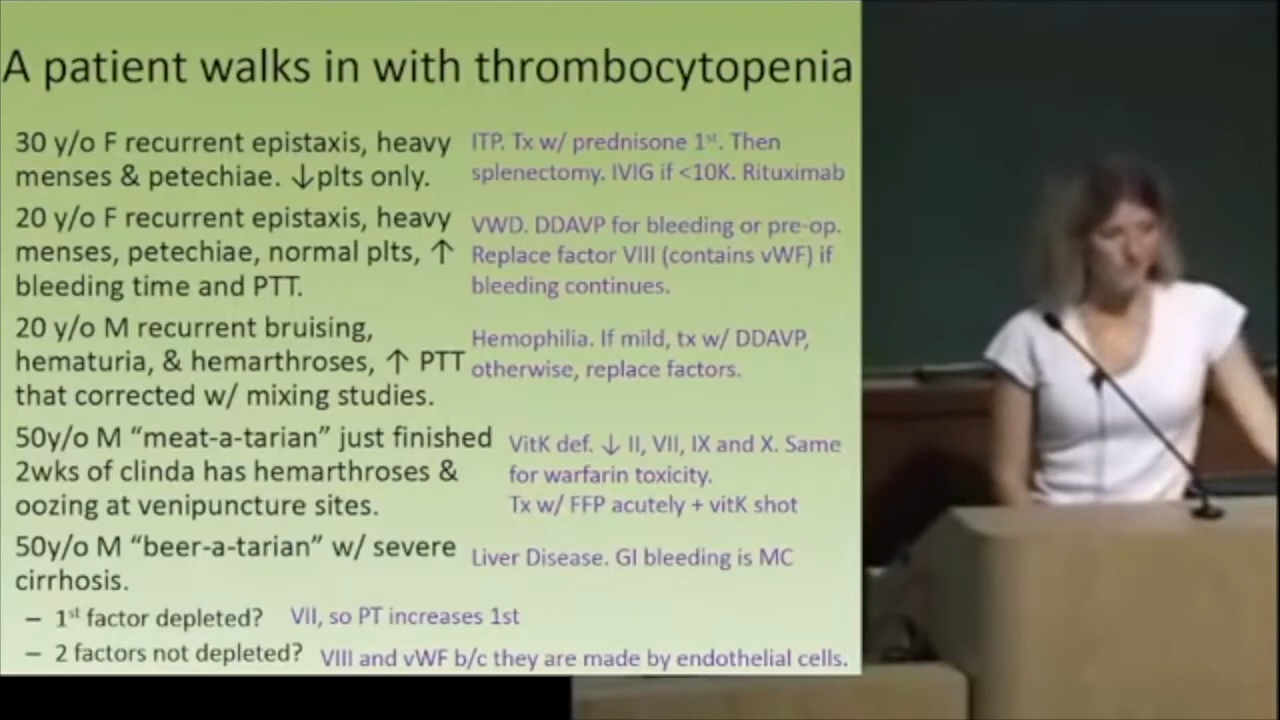 A patient walks in with thrombocytopenia
30 y/o F recurrent epistaxis, heavy
menses & petechiae. ↓plts only.
ITP. Tx w/ prednisone 1st. Then
splenectomy. IVIG if <10K. Rituximab
20 y/o F recurrent epistaxis, heavy
menses, petechiae, normal plts, ↑
bleeding time and PTT.
VWD. DDAVP for bleeding or pre-op.
Replace factor VIII (contains vWF) if
bleeding continues.
20 y/o M recurrent bruising,
hematuria, & hemarthroses, ↑ PTT
that corrected w/ mixing studies.
Hemophilia. If mild, tx w/ DDAVP,
otherwise, replace factors.
50y/o M “meat-a-tarian” just finished
2wks of clinda has hemarthroses &
oozing at venipuncture sites.
VitK def. ↓ II, VII, IX and X. Same
for warfarin toxicity.
Tx w/ FFP acutely + vitK shot
50y/o M “beer-a-tarian” w/ severe
cirrhosis.
Liver Disease. GI bleeding is MC
– 1st factor depleted? VII, so PT increases 1st
– 2 factors not depleted? VIII and vWF b/c they are made by endothelial cells.